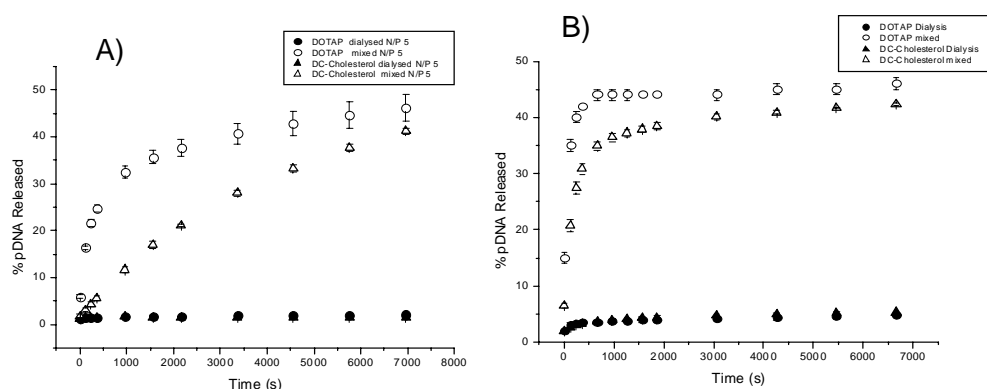 A)
DOTAP dialysed N/P 5
DOTAP mixed N/P 5
DC-Cholesterol dialysed N/P 5
DC-Cholesterol mixed N/P 5
50
40
30
20
10
0
% pDNA Released
0 1000 2000 3000 4000 5000 6000 7000 8000
Time (s)
B)
DOTAP Dialysis
DOTAP mixed
DC-Cholesterol Dialysis
DC-Cholesterol mixed
50
40
30
20
10
0
% pDNA Released
0 1000 2000 3000 4000 5000 6000 7000 8000
Time (s)